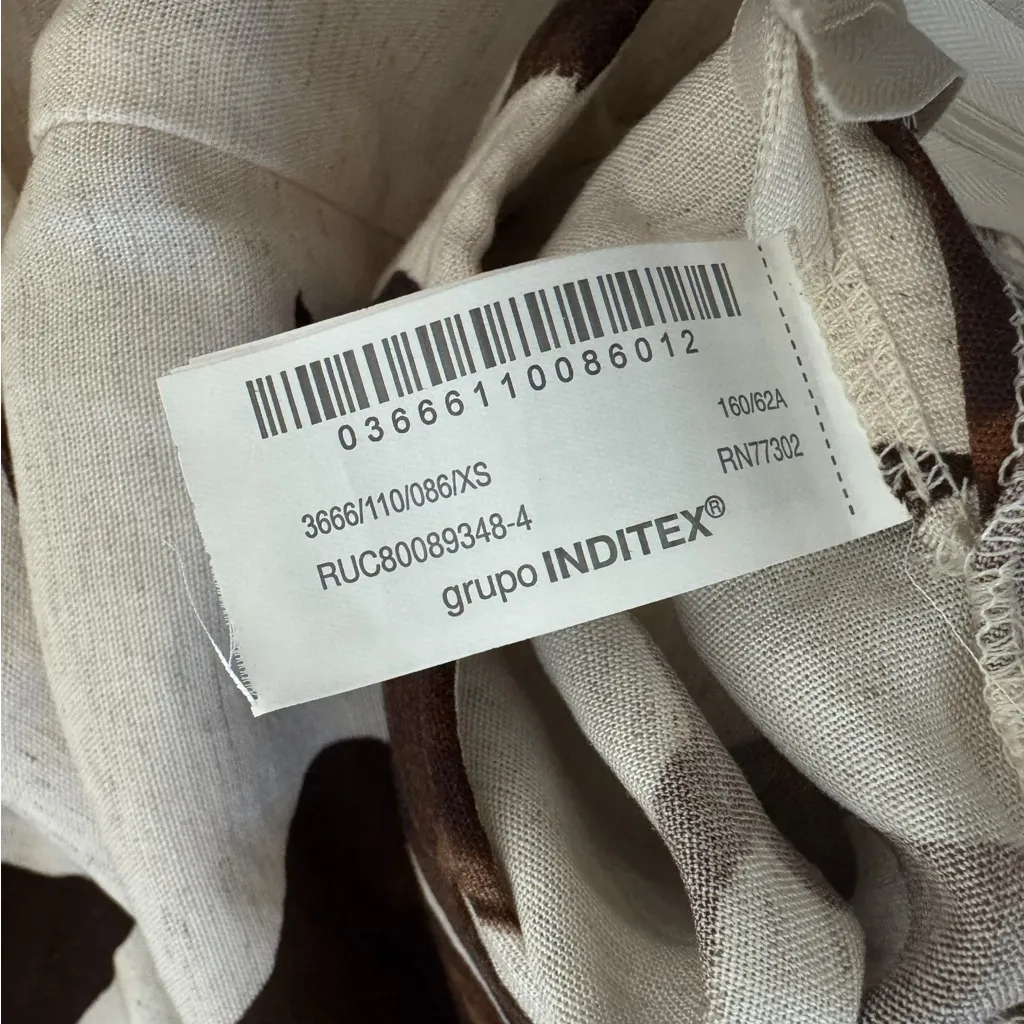 03666110086012
160/62A
3666/110/086/XS
RN77302
RUC80089348-4
grupo INDITEX®